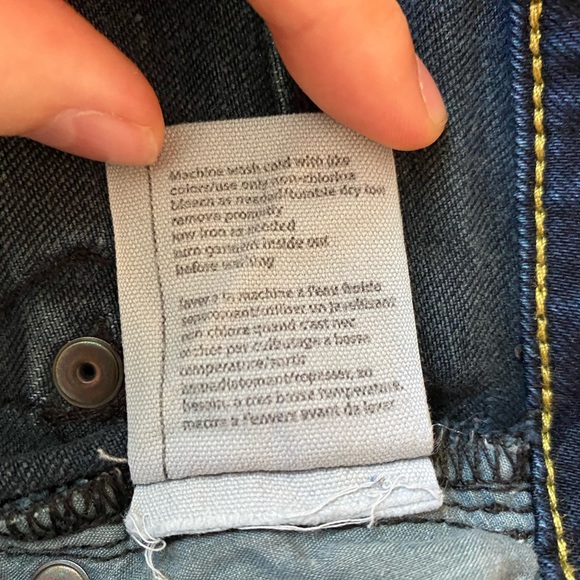 Machine wash cold with like
colors/use only non-chlorine
bleach as needed/tumble dry low
remove promptly
low iron as needed
turn garment inside out
before washing
laver à la machine à l'eau froide
séparément/utiliser un javellisant
non chloré quand c'est
sécher par culbutage à basse
température/sortir
immédiatement/repasser, au
besoin, à très basse température.
mettre à l'envers avant de laver